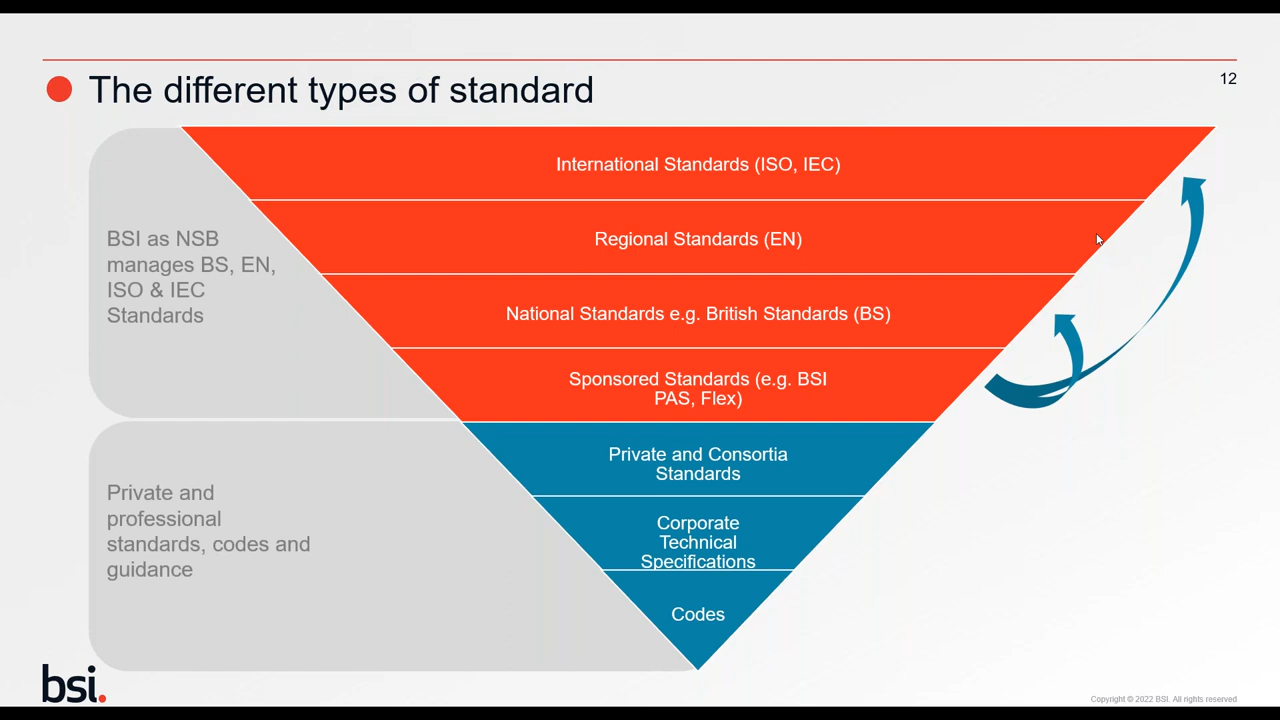 The different types of standard
12
International Standards (ISO, IEC)
Regional Standards (EN)
National Standards e.g. British Standards (BS)
Sponsored Standards (e.g. BSI
PAS, Flex)
Private and Consortia
Standards
Corporate
Technical
Specifications
Codes
BSI as NSB
manages BS, EN,
ISO & IEC
Standards
Private and
professional
standards, codes and
guidance
bsi.
Copyright © 2022 BSI. All rights reserved